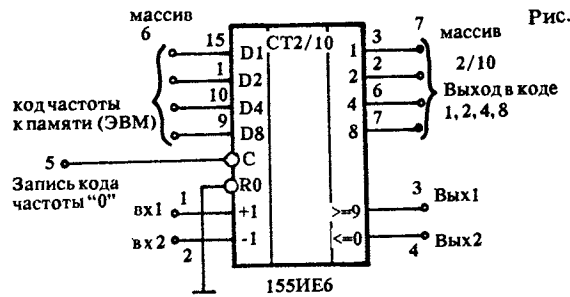 массив
6
Рис.
7
массив
2/10
Выход в коде
1, 2, 4, 8
код частоты
к памяти (ЭВМ)
15 D1 CT2/10 1 3
1 D2 2 2
10 D4 4 6
9 D8 8 7
5 C
Запись кода
частоты "0"
R0
вх1 1 +1 >=9 3 Вых1
вх2 2 -1 <=0 4 Вых2
155ИЕ6